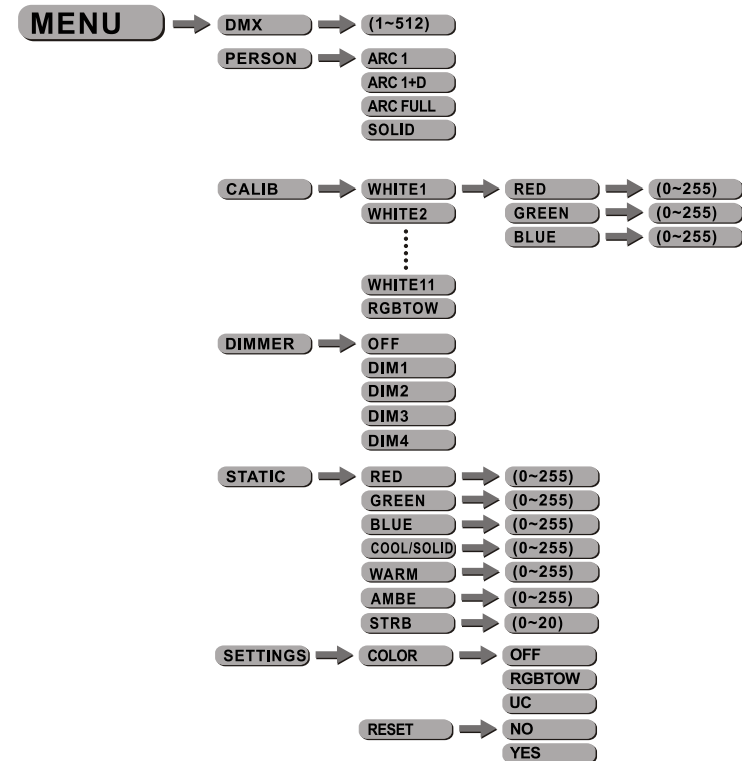 MENU DMX (1~512)
PERSON ARC 1
ARC 1+D
ARC FULL
SOLID
CALIB WHITE1 RED (0~255)
WHITE2 GREEN (0~255)
BLUE (0~255)
WHITE11
RGBTOW
DIMMER OFF
DIM1
DIM2
DIM3
DIM4
STATIC RED (0~255)
GREEN (0~255)
BLUE (0~255)
COOL/SOLID (0~255)
WARM (0~255)
AMBE (0~255)
STRB (0~20)
SETTINGS COLOR OFF
RGBTOW
UC
RESET NO
YES